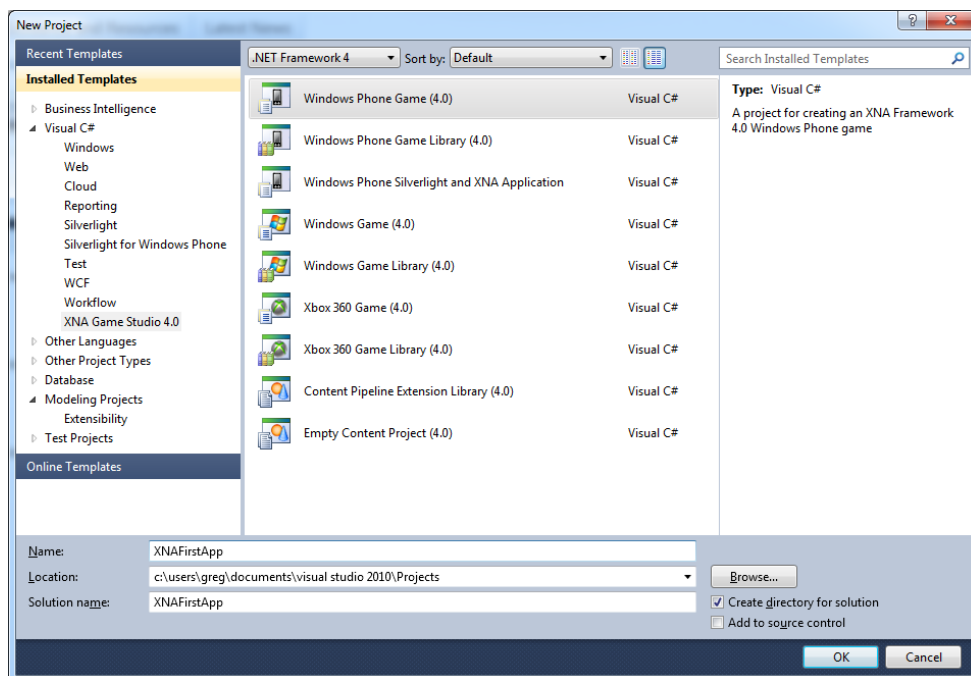 New Project
Recent Templates
Installed Templates
Business Intelligence
Visual C#
Windows
Web
Cloud
Reporting
Silverlight
Silverlight for Windows Phone
Test
WCF
Workflow
XNA Game Studio 4.0
Other Languages
Other Project Types
Database
Modeling Projects
Extensibility
Test Projects
Online Templates
.NET Framework 4 Sort by: Default
Windows Phone Game (4.0) Visual C#
Windows Phone Game Library (4.0) Visual C#
Windows Phone Silverlight and XNA Application Visual C#
Windows Game (4.0) Visual C#
Windows Game Library (4.0) Visual C#
Xbox 360 Game (4.0) Visual C#
Xbox 360 Game Library (4.0) Visual C#
Content Pipeline Extension Library (4.0) Visual C#
Empty Content Project (4.0) Visual C#
Search Installed Templates
Type: Visual C#
A project for creating an XNA Framework
4.0 Windows Phone game
Name: XNAFirstApp
Location: c:\users\greg\documents\visual studio 2010\Projects Browse...
Solution name: XNAFirstApp
Create directory for solution
Add to source control
OK Cancel